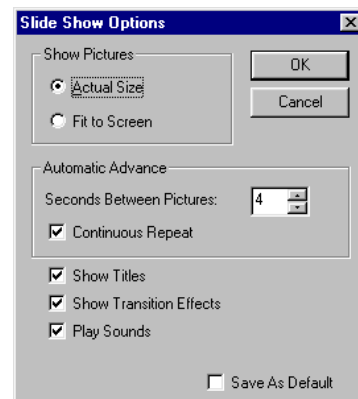 Slide Show Options
Show Pictures
Actual Size
Fit to Screen
OK
Cancel
Automatic Advance
Seconds Between Pictures: 4
Continuous Repeat
Show Titles
Show Transition Effects
Play Sounds
Save As Default